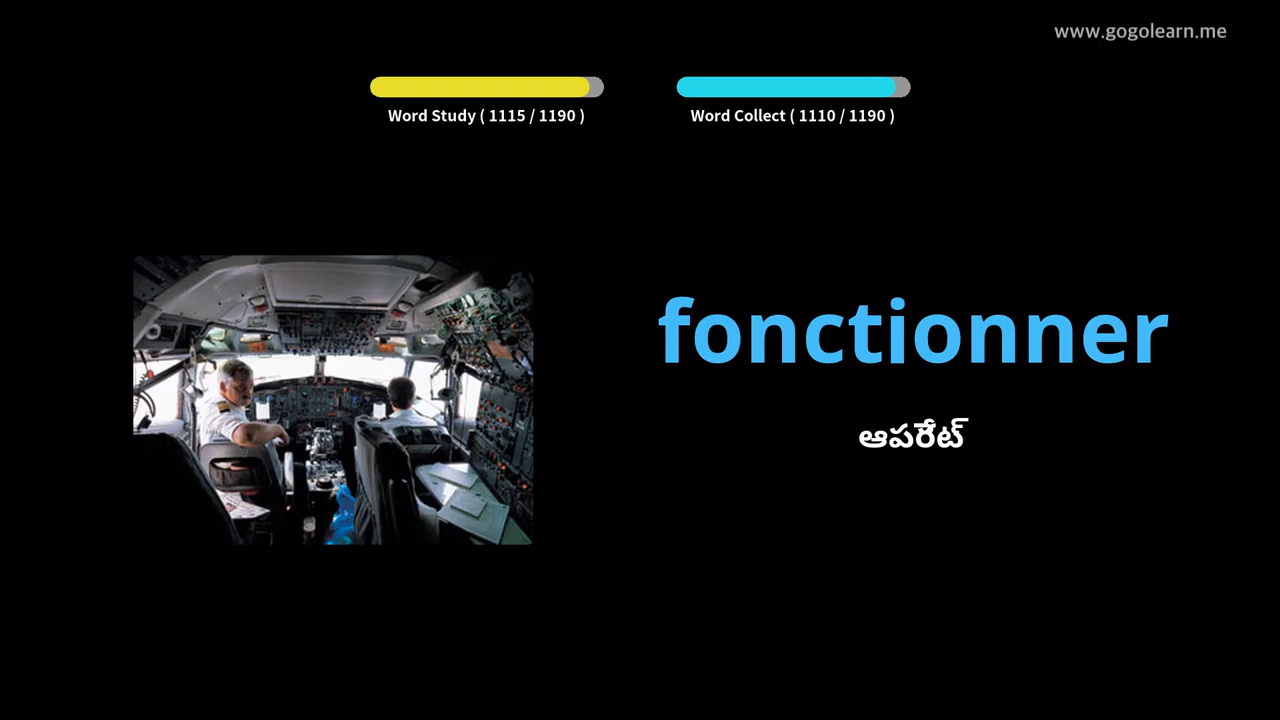 www.gogolearn.me
Word Study ( 1115 / 1190 )
Word Collect ( 1110 / 1190 )
fonctionner
ఆపరేట్